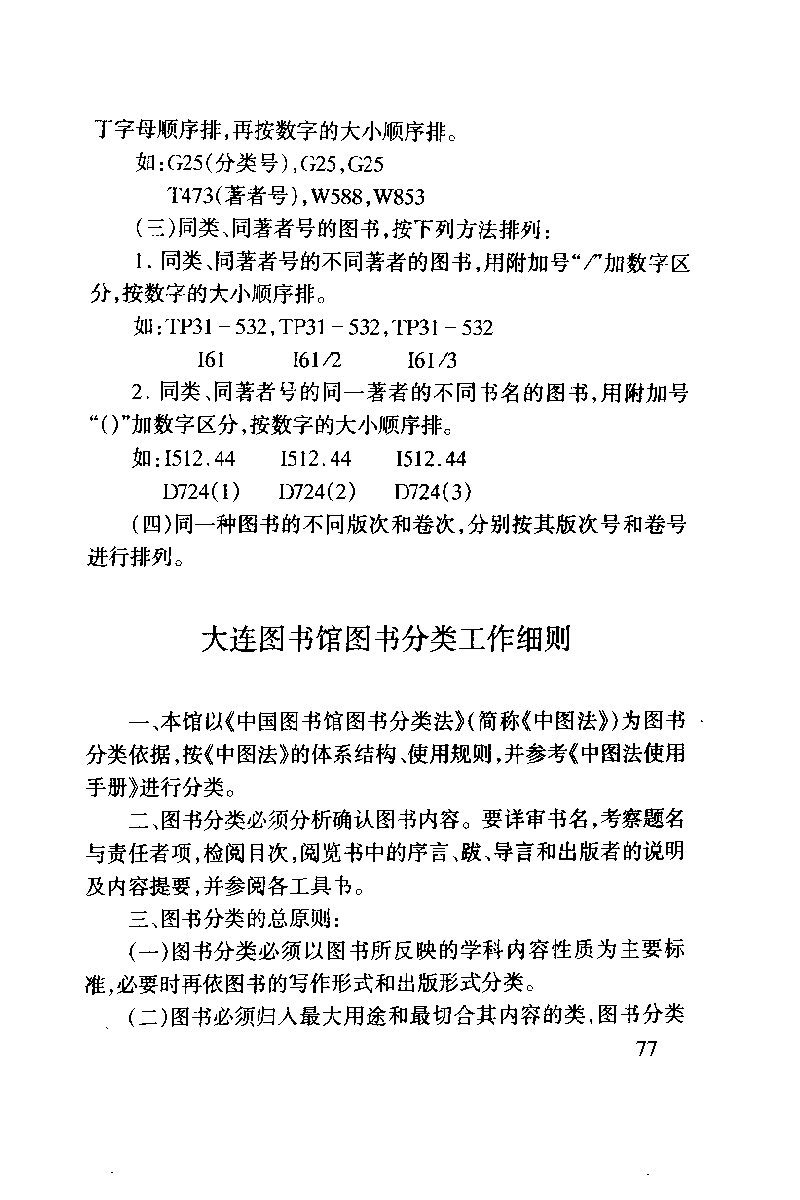 丁字母顺序排,再按数字的大小顺序排。
如:G25(分类号),G25,G25
T473(著者号),W588,W853
(三)同类、同著者号的图书,按下列方法排列:
1. 同类、同著者号的不同著者的图书,用附加号“/”加数字区
分,按数字的大小顺序排。
如:TP31-532,TP31-532,TP31-532
I61 I61/2 I61/3
2. 同类、同著者号的同一著者的不同书名的图书,用附加号
“()”加数字区分,按数字的大小顺序排。
如:I512.44 I512.44 I512.44
D724(1) D724(2) D724(3)
(四)同一种图书的不同版次和卷次,分别按其版次号和卷号
进行排列。
大连图书馆图书分类工作细则
一、本馆以《中国图书馆图书分类法》(简称《中图法》)为图书
分类依据,按《中图法》的体系结构、使用规则,并参考《中图法使用
手册》进行分类。
二、图书分类必须分析确认图书内容。要详审书名,考察题名
与责任者项,检阅目次,阅览书中的序言、跋、导言和出版者的说明
及内容提要,并参阅各工具书。
三、图书分类的总原则:
(一)图书分类必须以图书所反映的学科内容性质为主要标
准,必要时再依图书的写作形式和出版形式分类。
(二)图书必须归入最大用途和最切合其内容的类,图书分类
77